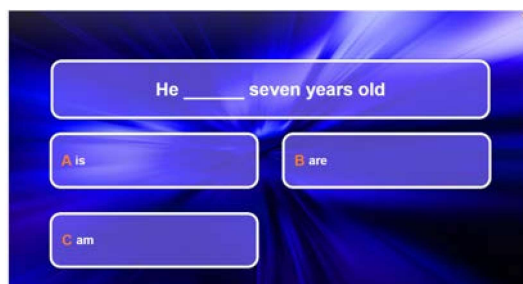 He ______ seven years old
A is
B are
C am